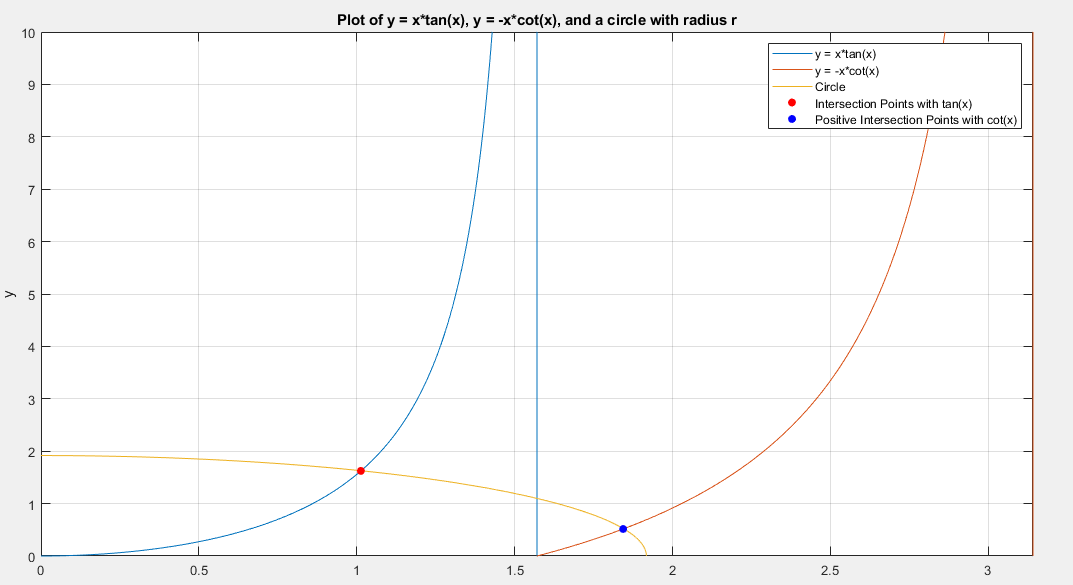 Plot of y = x*tan(x), y = -x*cot(x), and a circle with radius r
10
9
8
7
6
5
4
3
2
1
0
y
y = x*tan(x)
y = -x*cot(x)
Circle
Intersection Points with tan(x)
Positive Intersection Points with cot(x)
0 0.5 1 1.5 2 2.5 3